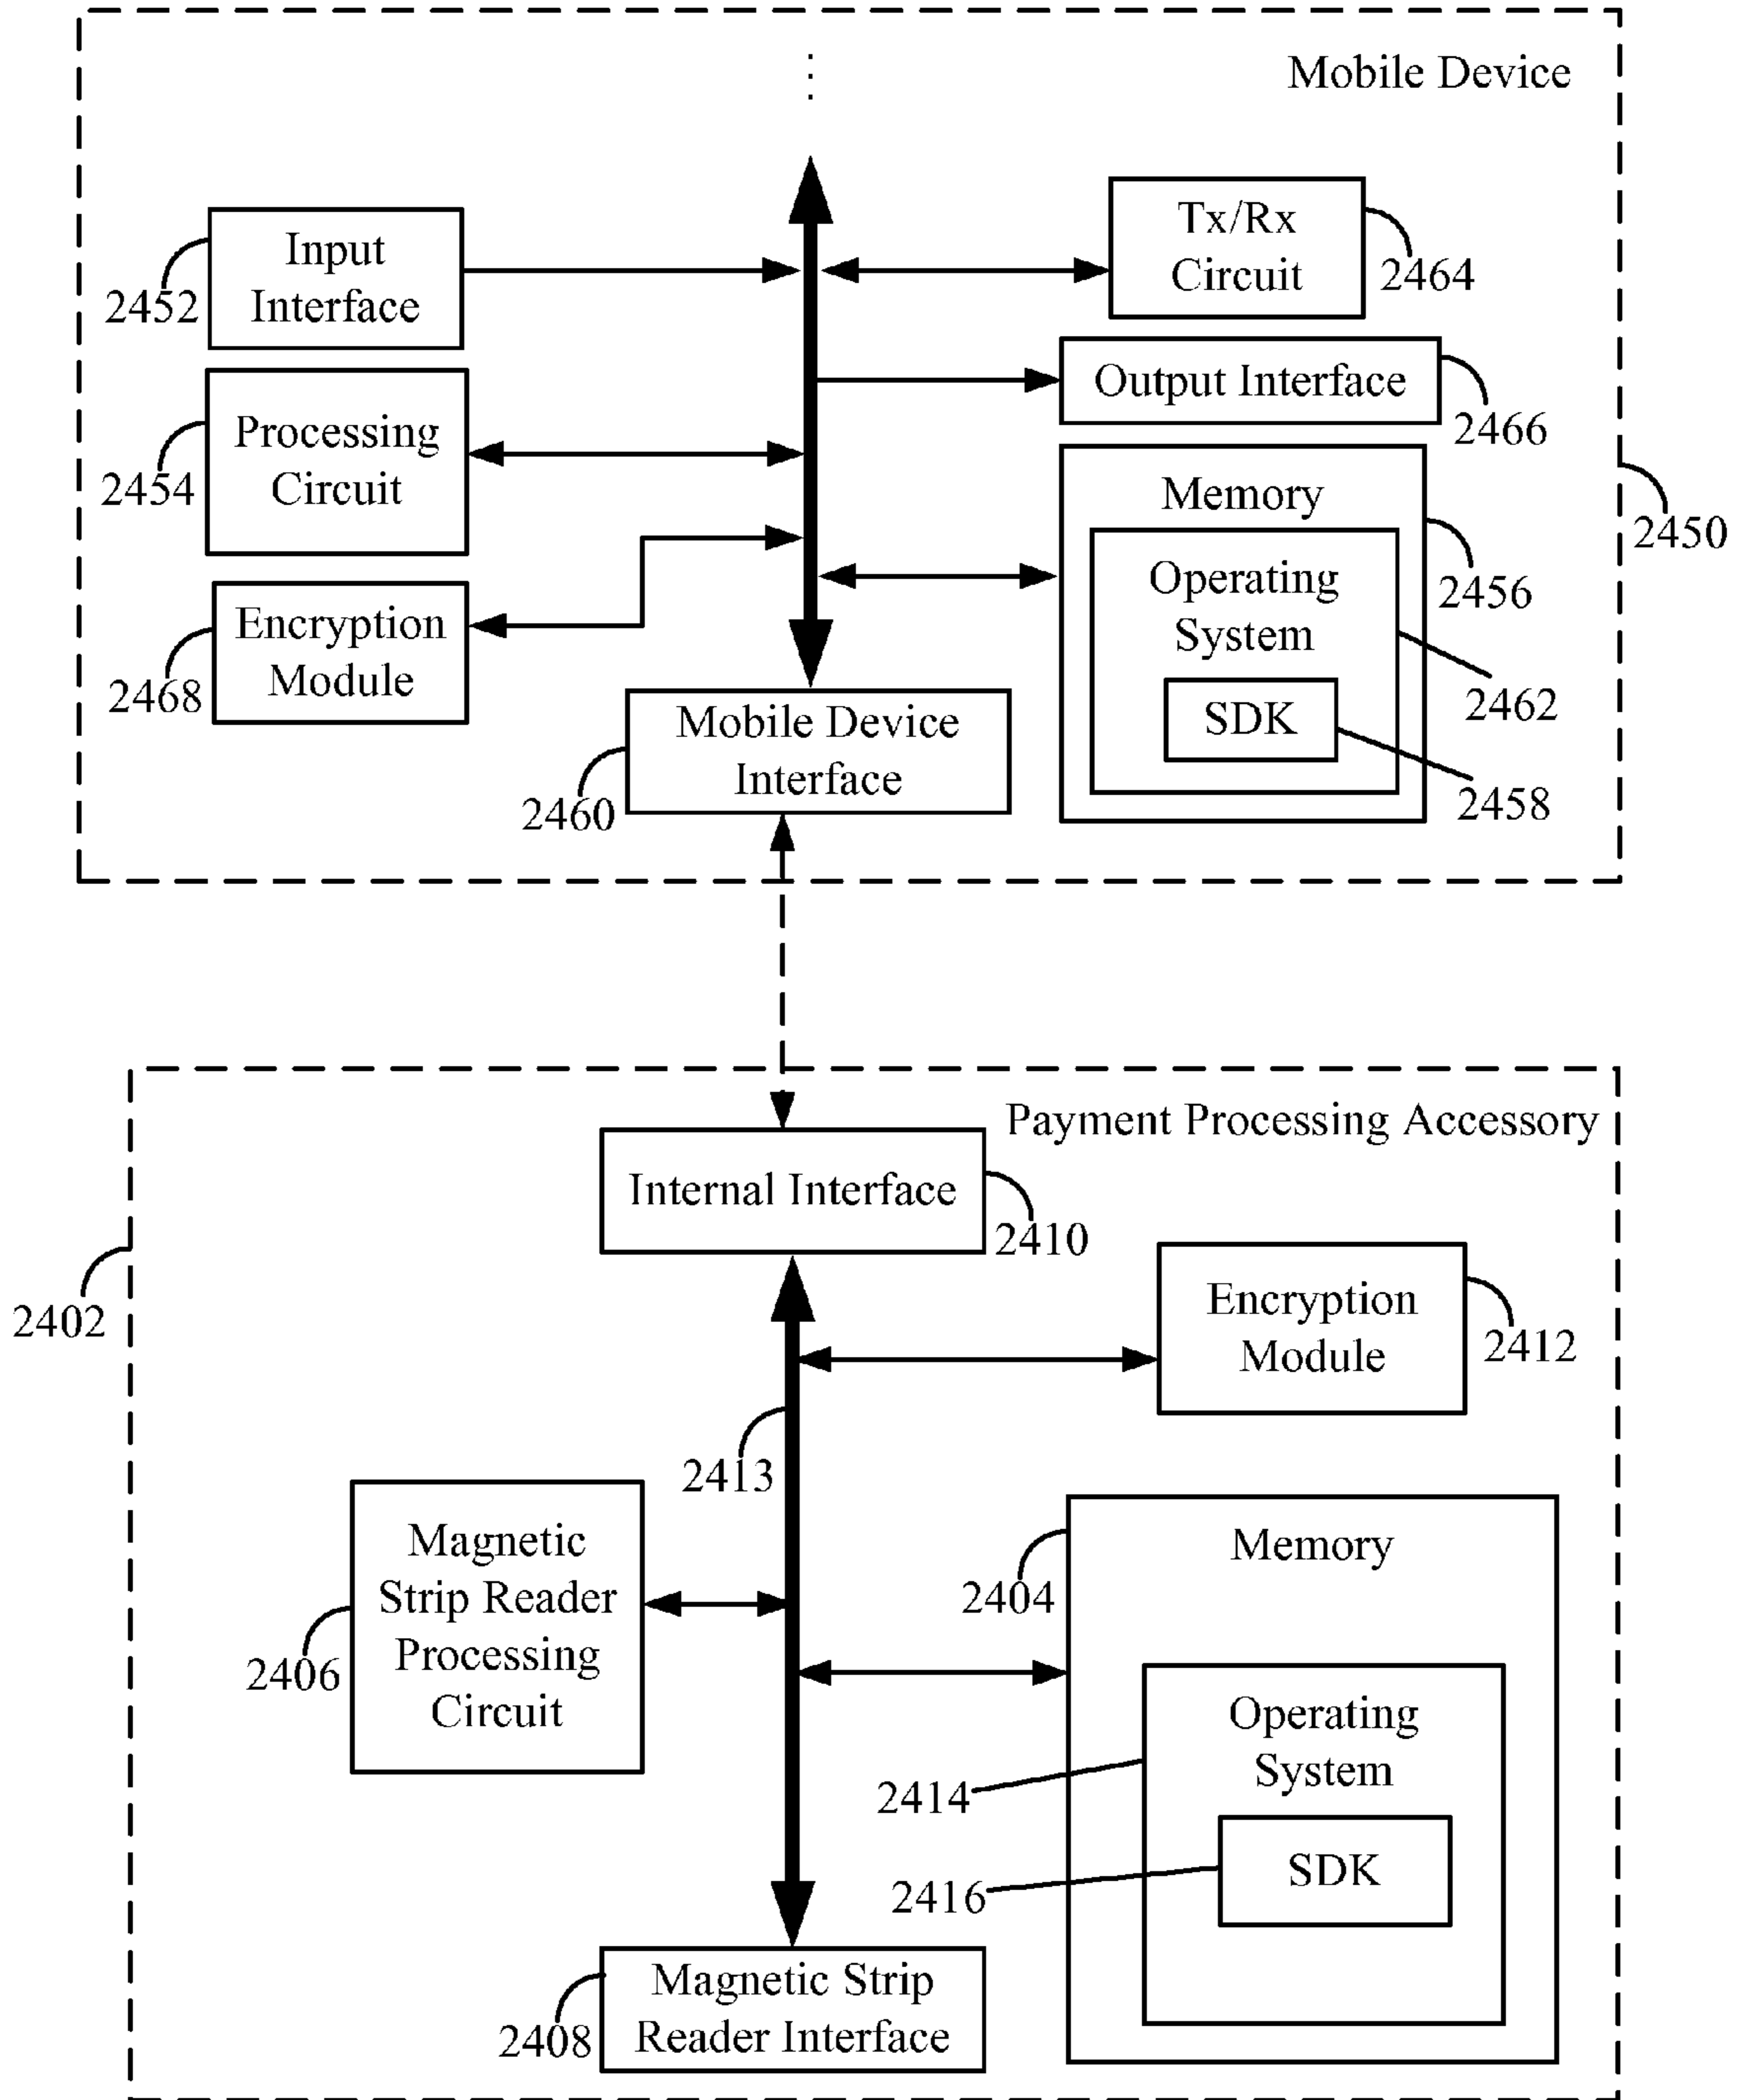 Mobile Device
Input
Interface
2452
Tx/Rx
Circuit
2464
Output Interface
2466
Processing
Circuit
2454
Memory
2456
2450
Operating
System
2462
SDK
2458
Encryption
Module
2468
Mobile Device
Interface
2460
Payment Processing Accessory
Internal Interface
2410
2402
Encryption
Module
2412
2413
Magnetic
Strip Reader
Processing
Circuit
2406
Memory
2404
Operating
System
2414
SDK
2416
Magnetic Strip
Reader Interface
2408